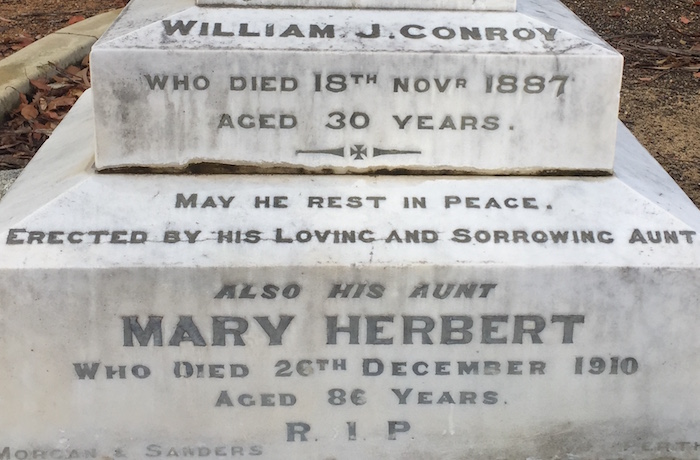 WILLIAM J. CONROY
WHO DIED 18TH NOVR 1887
AGED 30 YEARS.
MAY HE REST IN PEACE.
ERECTED BY HIS LOVING AND SORROWING AUNT
ALSO HIS AUNT
MARY HERBERT
WHO DIED 26TH DECEMBER 1910
AGED 86 YEARS.
R. I. P
MORGAN & SANDERS PERTH